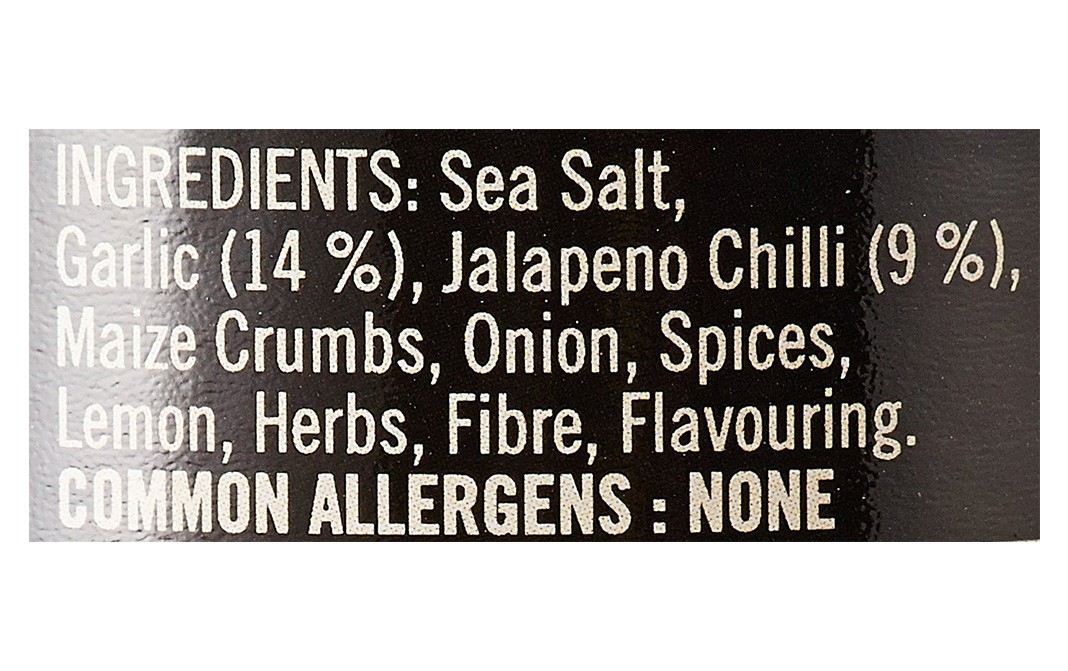 INGREDIENTS: Sea Salt,
Garlic (14 %), Jalapeno Chilli (9 %),
Maize Crumbs, Onion, Spices,
Lemon, Herbs, Fibre, Flavouring.
COMMON ALLERGENS : NONE